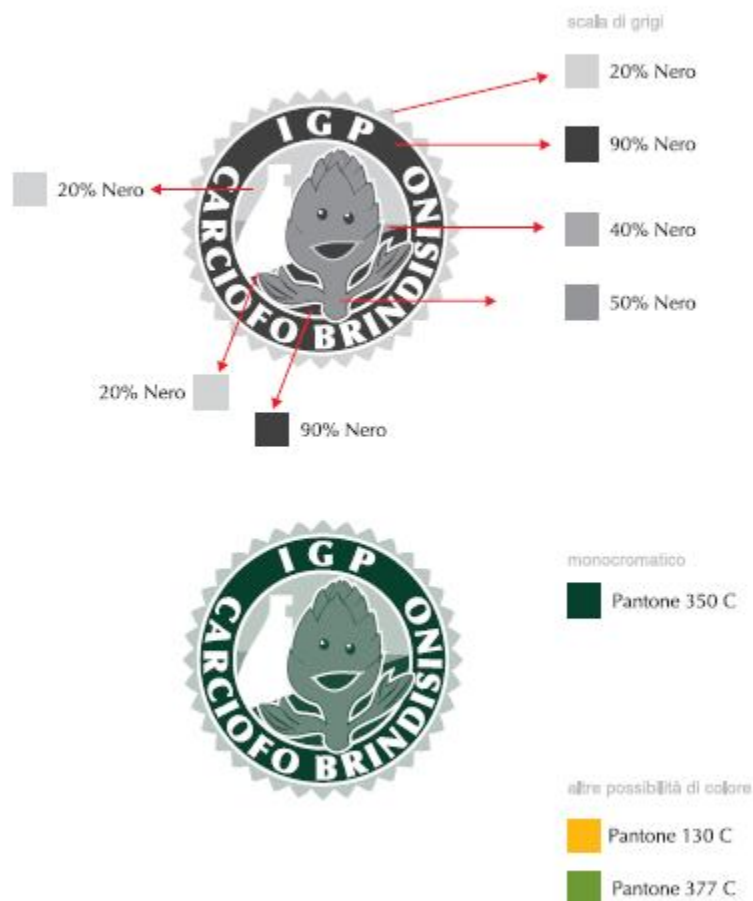 scala di grigi
20% Nero
90% Nero
40% Nero
50% Nero
20% Nero
20% Nero
90% Nero
IGP
CARCIOFO BRINDISINO
monocromatico
Pantone 350 C
IGP
CARCIOFO BRINDISINO
altre possibilità di colore
Pantone 130 C
Pantone 377 C